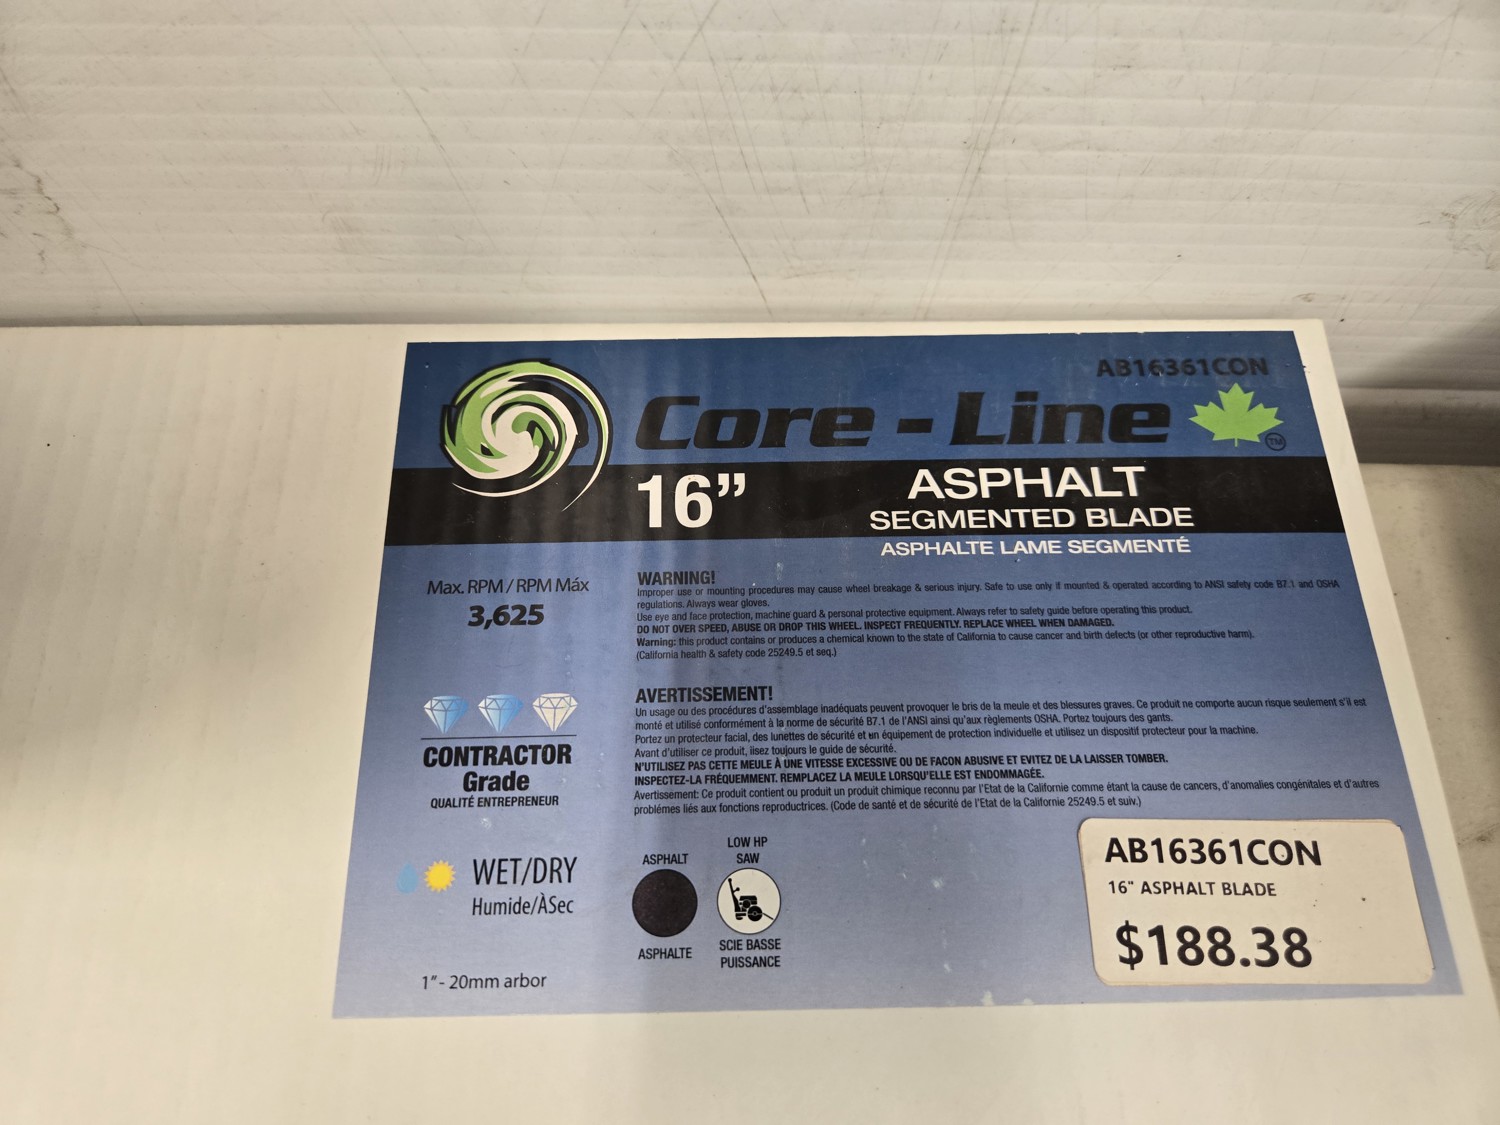 AB16361CON
Core-Line
TM
16”
ASPHALT
SEGMENTED BLADE
ASPHALTE LAME SEGMENTÉ
Max. RPM / RPM Máx
3,625
CONTRACTOR
Grade
QUALITÉ ENTREPRENEUR
WET/DRY
Humide/ÀSec
1”- 20mm arbor
WARNING!
Improper use or mounting procedures may cause wheel breakage & serious injury. Safe to use only if mounted & operated according to ANSI safety code B7.1 and OSHA
regulations. Always wear gloves.
Use eye and face protection, machine guard & personal protective equipment. Always refer to safety guide before operating this product.
DO NOT OVER SPEED, ABUSE OR DROP THIS WHEEL. INSPECT FREQUENTLY. REPLACE WHEEL WHEN DAMAGED.
Warning: this product contains or produces a chemical known to the state of California to cause cancer and birth defects (or other reproductive harm).
(California health & safety code 25249.5 et seq.)
AVERTISSEMENT!
Un usage ou des procédures d'assemblage inadéquats peuvent provoquer le bris de la meule et des blessures graves. Ce produit ne comporte aucun risque seulement s'il est
monté et utilisé conformément à la norme de sécurité B7.1 de l'ANSI ainsi qu'aux règlements OSHA. Portez toujours des gants.
Portez un protecteur facial, des lunettes de sécurité et un équipement de protection individuelle et utilisez un dispositif protecteur pour la machine.
Avant d'utiliser ce produit, lisez toujours le guide de sécurité.
N'UTILISEZ PAS CETTE MEULE À UNE VITESSE EXCESSIVE OU DE FACON ABUSIVE ET EVITEZ DE LA LAISSER TOMBER.
INSPECTEZ-LA FRÉQUEMMENT. REMPLACEZ LA MEULE LORSQU'ELLE EST ENDOMMAGÉE.
Avertissement: Ce produit contient ou produit un produit chimique reconnu par l'Etat de la Californie comme étant la cause de cancers, d'anomalies congénitales et d'autres
problèmes liés aux fonctions reproductrices. (Code de santé et de sécurité de l'Etat de la Californie 25249.5 et suiv.)
ASPHALT
ASPHALTE
LOW HP
SAW
SCIE BASSE
PUISSANCE
AB16361CON
16" ASPHALT BLADE
$188.38